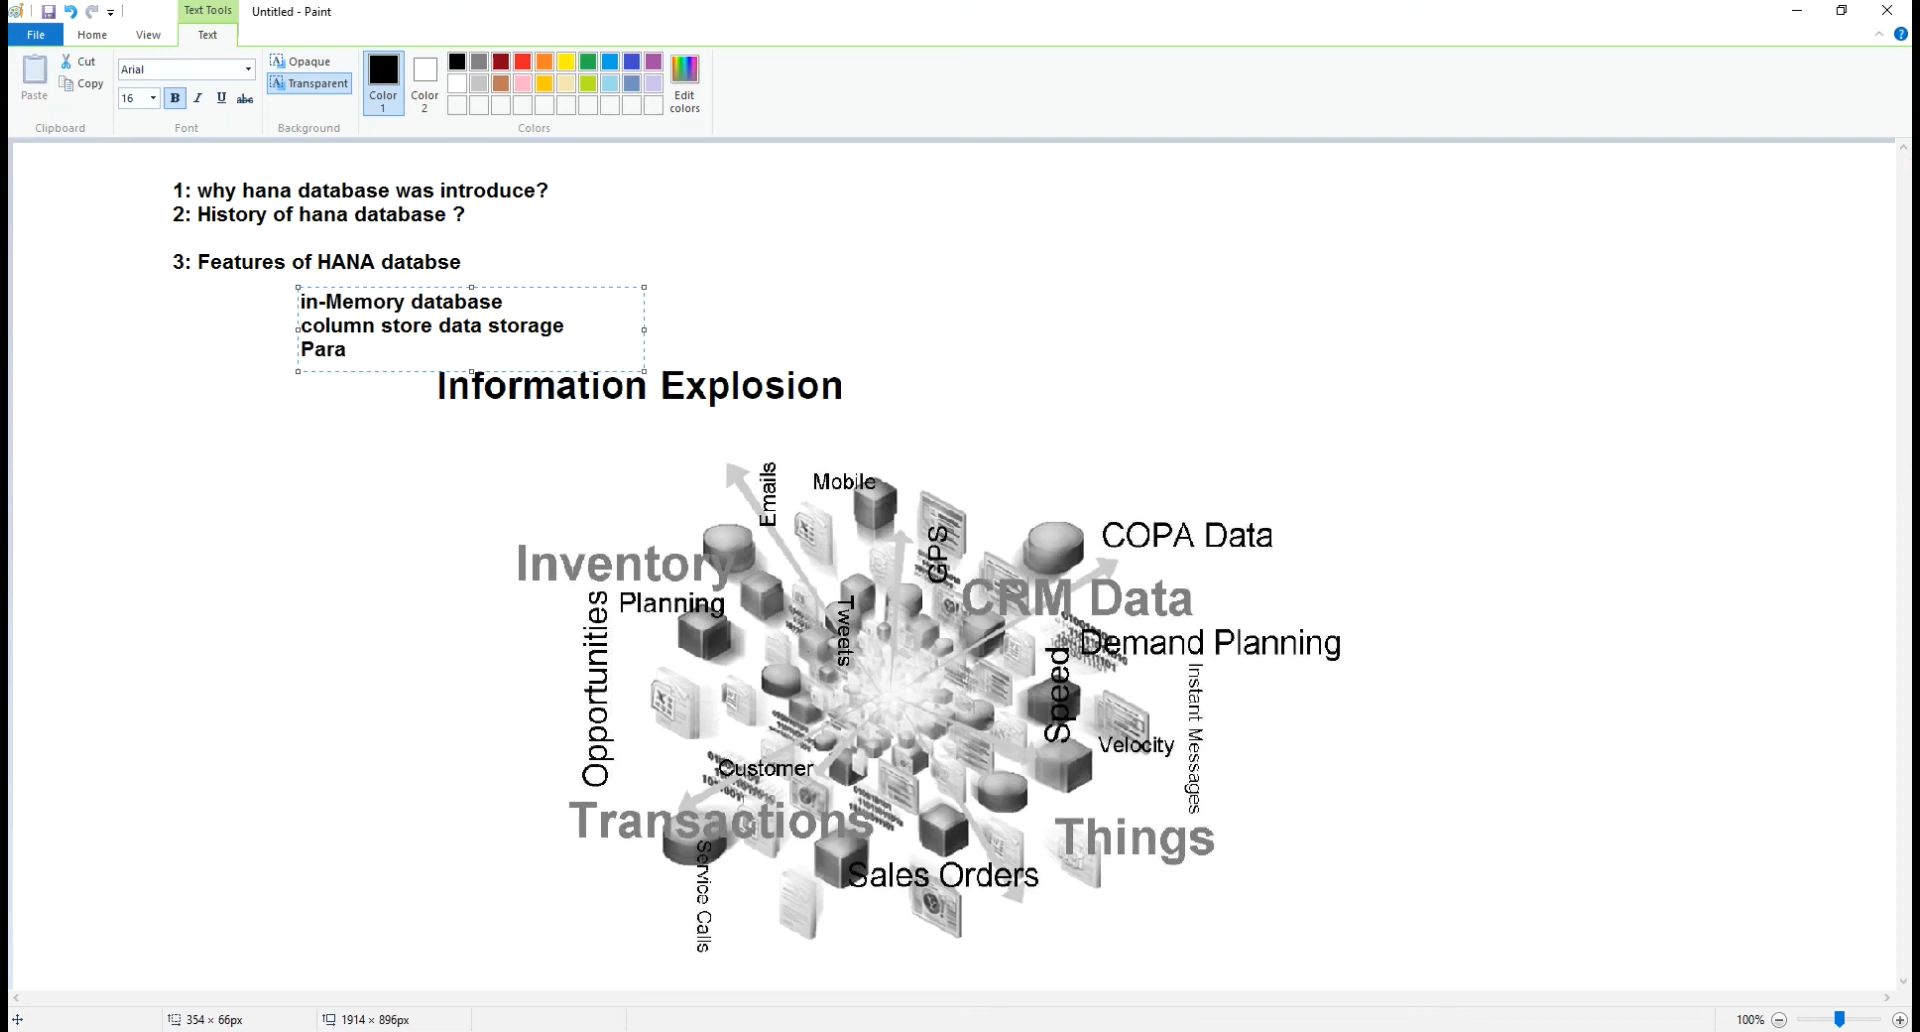 Text Tools
Untitled - Paint
File
Home
View
Text
Paste
Cut
Copy
Clipboard
Arial
16
B
I
U
abc
Font
Opaque
Transparent
Background
Color 1
Color 2
Edit colors
Colors
1: why hana database was introduce?
2: History of hana database ?
3: Features of HANA databse
in-Memory database
column store data storage
Para
Information Explosion
Emails
Mobile
GPS
COPA Data
Inventory
CRM Data
Planning
Tweets
Opportunities
Demand Planning
Speed
Instant Messages
Velocity
Customer
Transactions
Things
Service Calls
Sales Orders
354 × 66px
1914 × 896px
100%